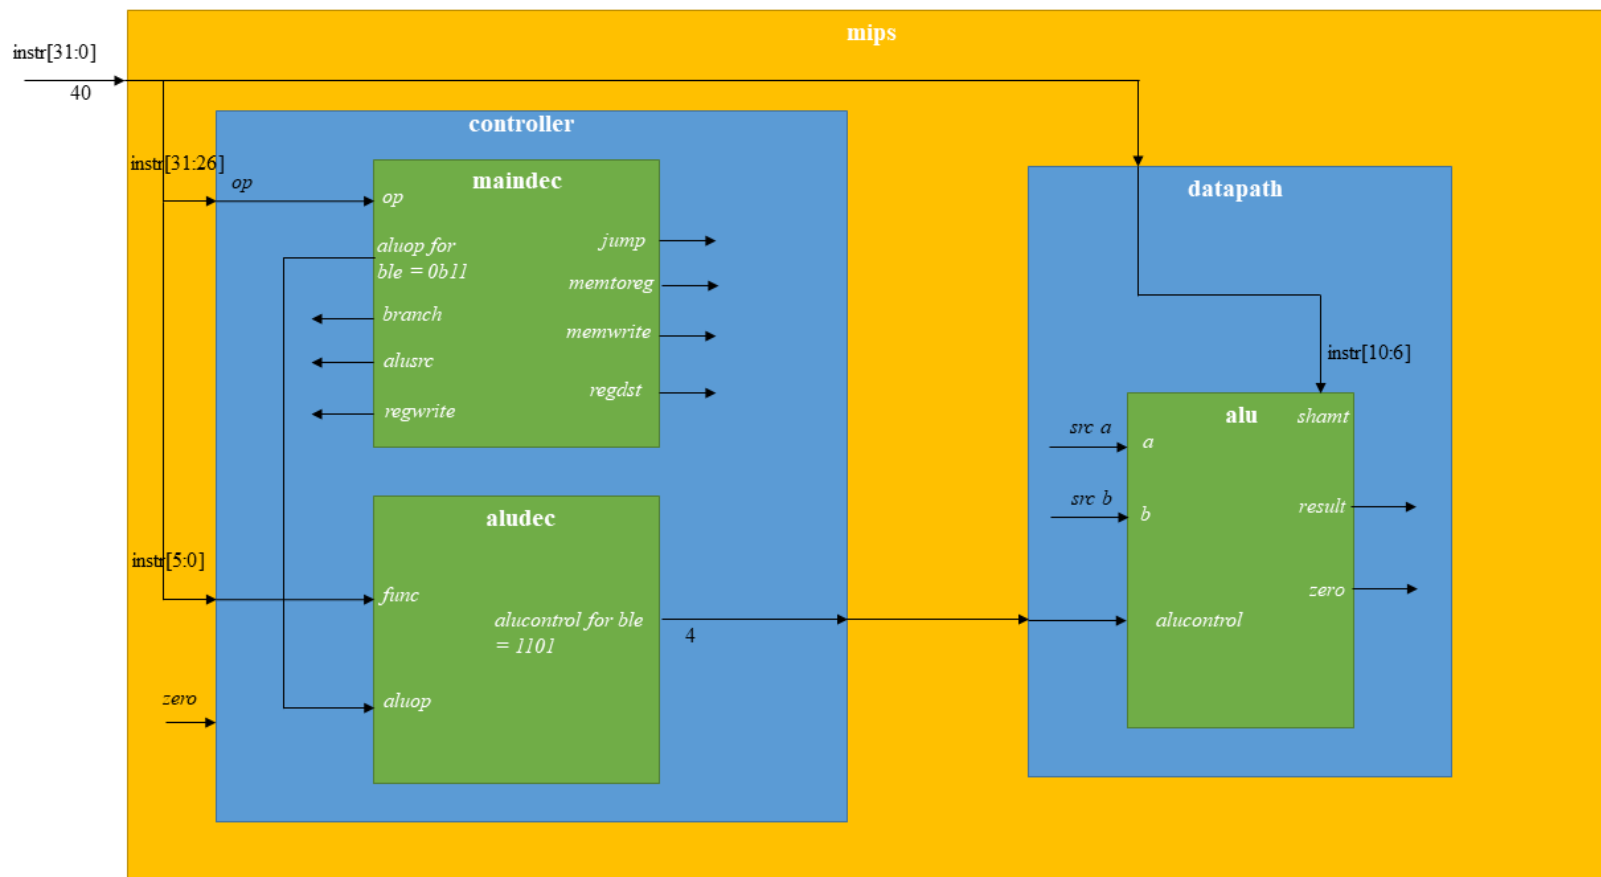 mips
instr[31:0]
40
controller
instr[31:26]
op
maindec
op
aluop for
ble = 0b11
branch
alusrc
regwrite
jump
memtoreg
memwrite
regdst
datapath
instr[10:6]
alu
shamt
src a
a
src b
b
result
zero
alucontrol
aludec
instr[5:0]
func
alucontrol for ble
= 1101
4
aluop
zero